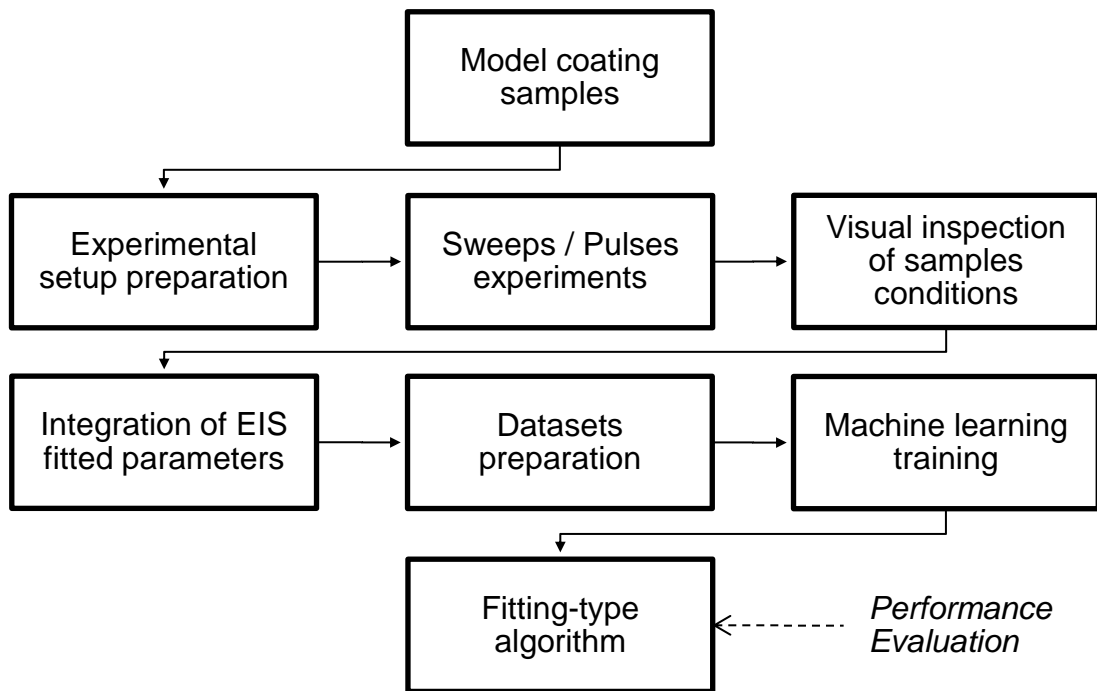 Model coating
samples
Experimental
setup preparation
Sweeps / Pulses
experiments
Visual inspection
of samples
conditions
Integration of EIS
fitted parameters
Datasets
preparation
Machine learning
training
Fitting-type
algorithm
Performance
Evaluation